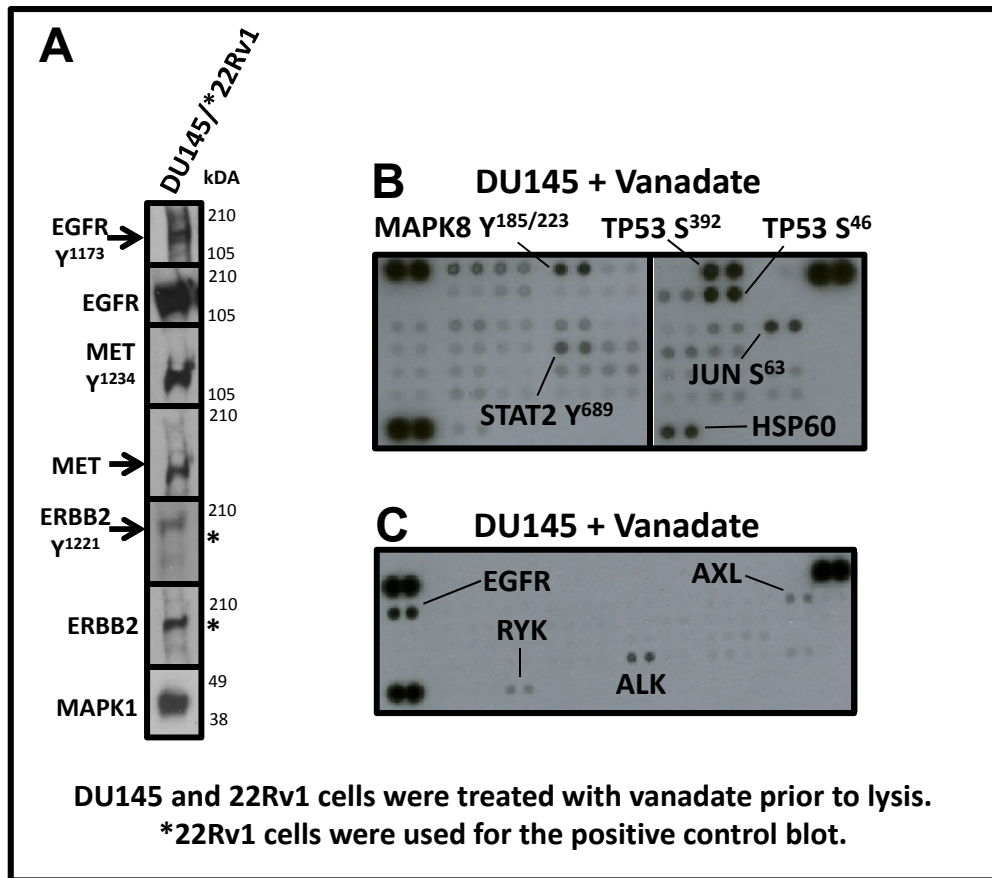 A
DU145/*22Rv1
kDA
EGFR
Y1173
210
105
EGFR
210
105
MET
Y1234
105
MET
210
ERBB2
Y1221
210
*
ERBB2
210
*
MAPK1
49
38
B
DU145 + Vanadate
MAPK8 Y185/223
TP53 S392
TP53 S46
STAT2 Y689
JUN S63
HSP60
C
DU145 + Vanadate
EGFR
AXL
RYK
ALK
DU145 and 22Rv1 cells were treated with vanadate prior to lysis.
*22Rv1 cells were used for the positive control blot.